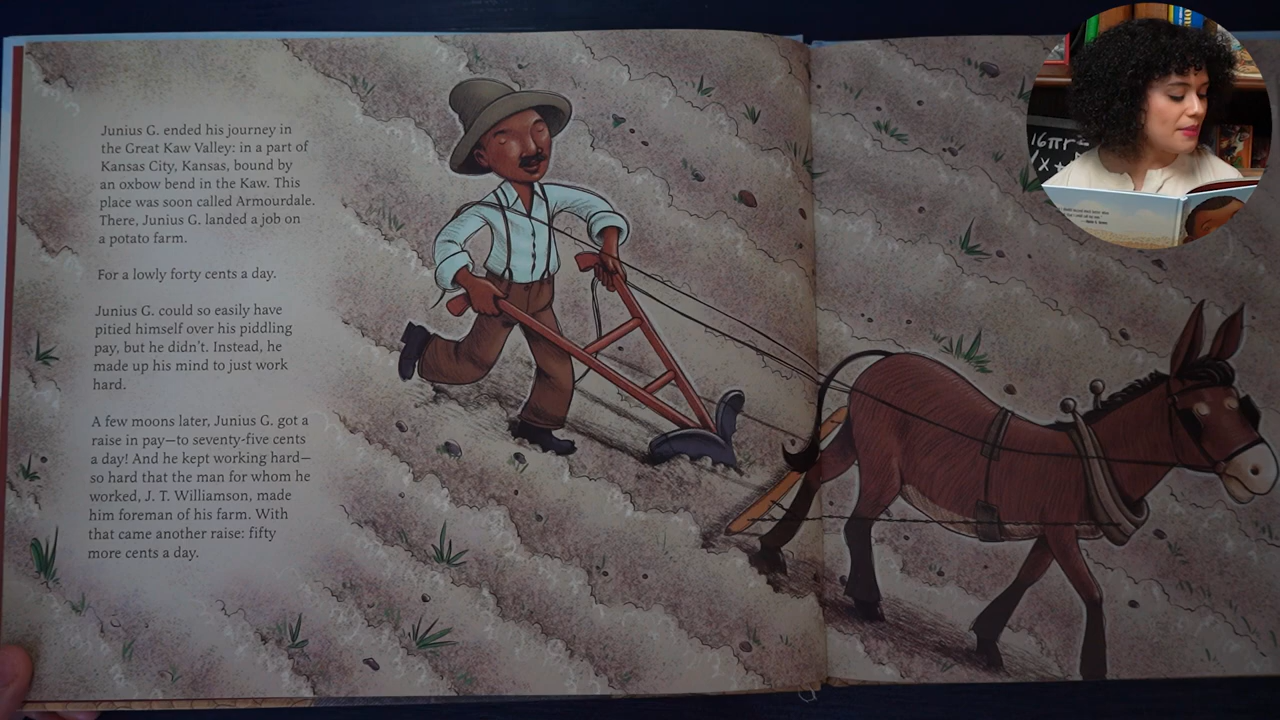 Junius G. ended his journey in
the Great Kaw Valley: in a part of
Kansas City, Kansas, bound by
an oxbow bend in the Kaw. This
place was soon called Armourdale.
There, Junius G. landed a job on
a potato farm.
For a lowly forty cents a day.
Junius G. could so easily have
pitied himself over his piddling
pay, but he didn't. Instead, he
made up his mind to just work
hard.
A few moons later, Junius G. got a
raise in pay—to seventy-five cents
a day! And he kept working hard—
so hard that the man for whom he
worked, J. T. Williamson, made
him foreman of his farm. With
that came another raise: fifty
more cents a day.
16πr